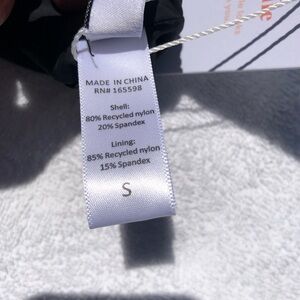 MADE IN CHINA
RN# 165598
Shell:
80% Recycled nylon
20% Spandex
Lining:
85% Recycled nylon
15% Spandex
S